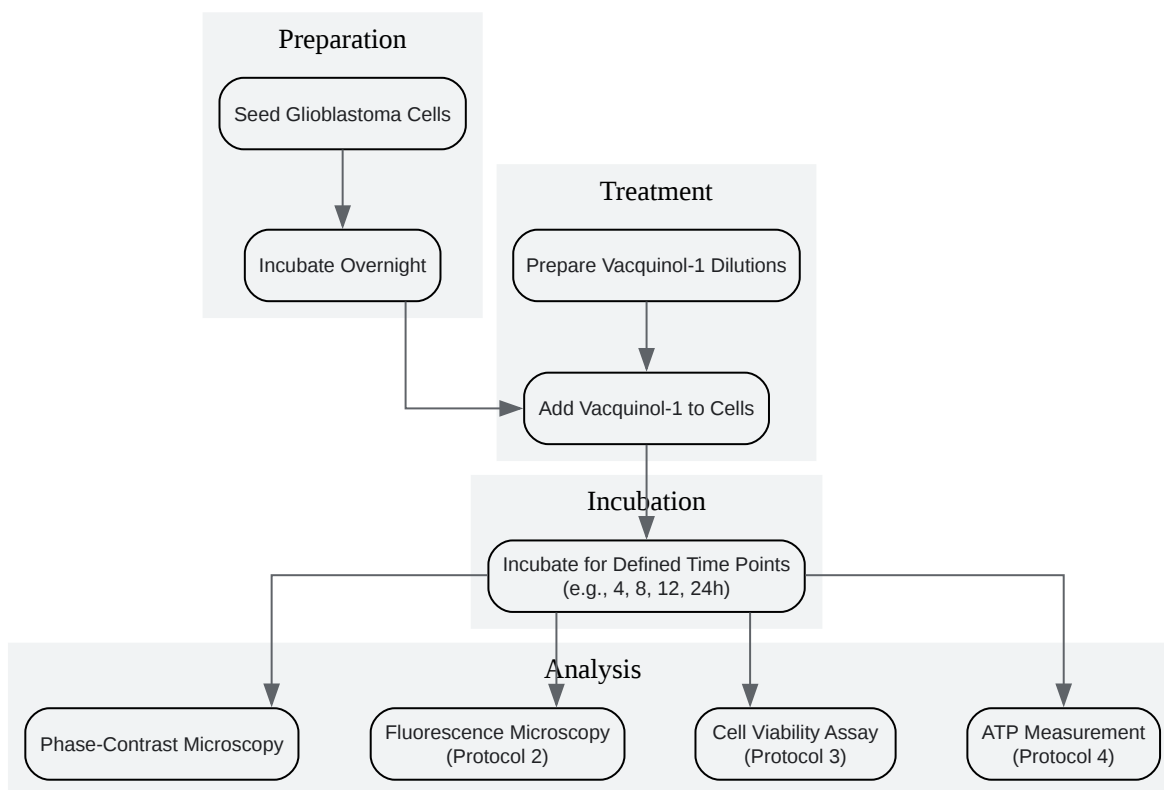 Preparation
Seed Glioblastoma Cells
Incubate Overnight
Treatment
Prepare Vacquinol-1 Dilutions
Add Vacquinol-1 to Cells
Incubation
Incubate for Defined Time Points
(e.g., 4, 8, 12, 24h)
Analysis
Phase-Contrast Microscopy
Fluorescence Microscopy
(Protocol 2)
Cell Viability Assay
(Protocol 3)
ATP Measurement
(Protocol 4)